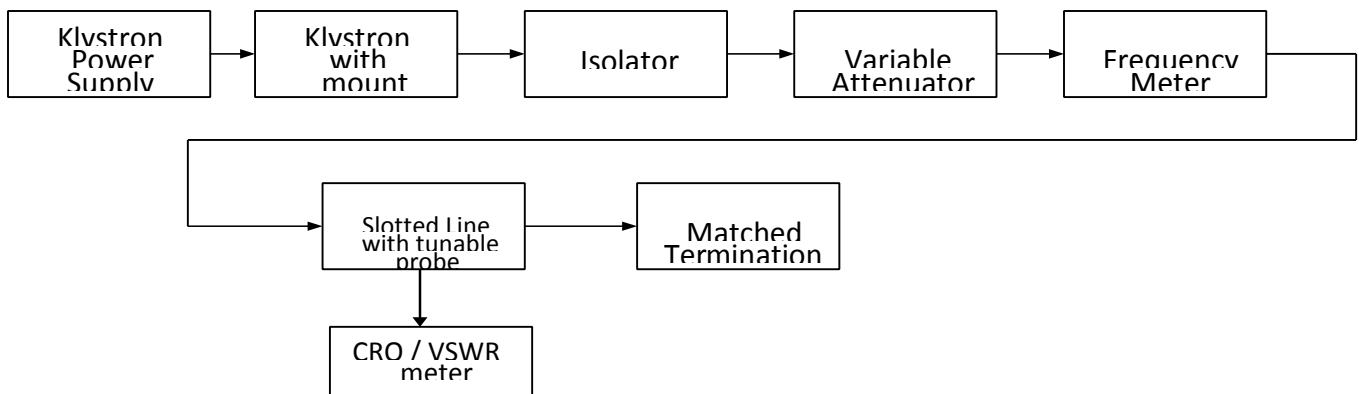 Klystron
Power
Supply
Klystron
with
mount
Isolator
Variable
Attenuator
Frequency
Meter
Slotted Line
with tunable
probe
Matched
Termination
CRO / VSWR
meter